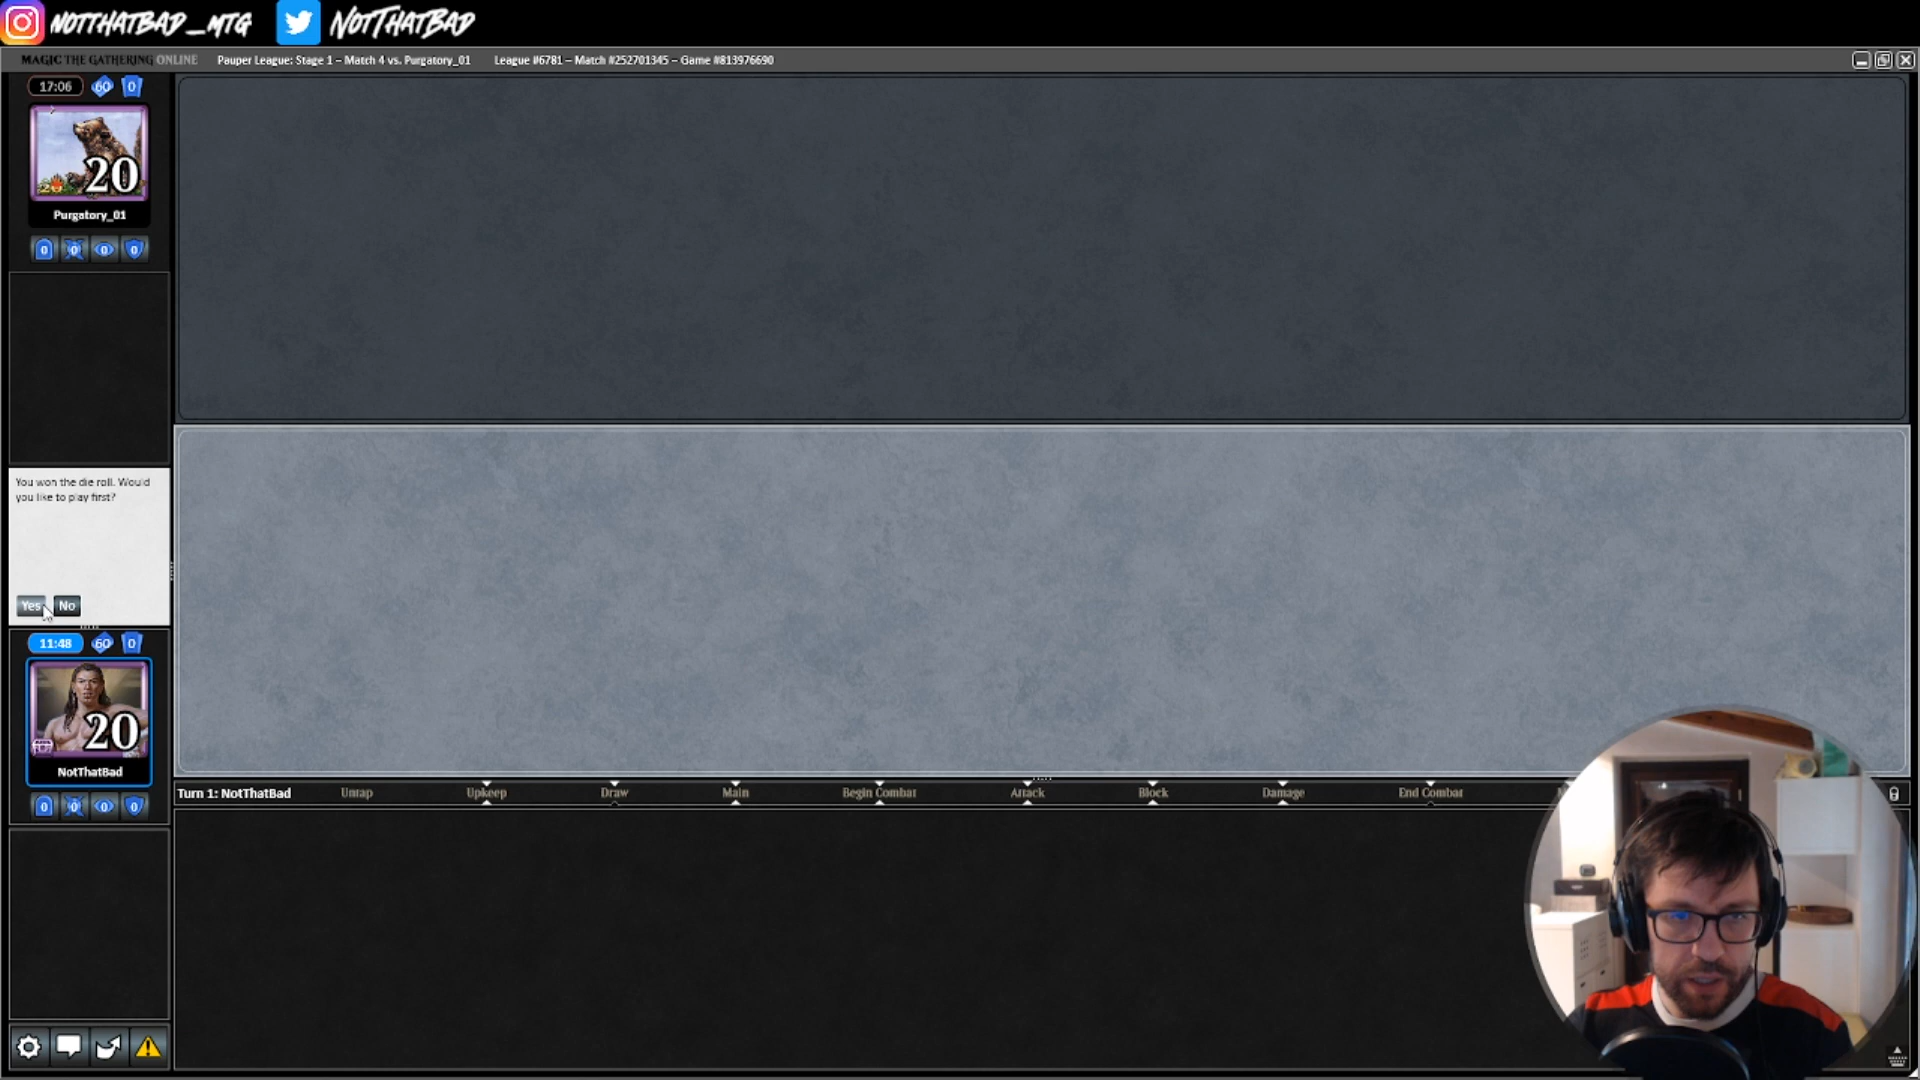 NOTTHATBAD_MTG NOTTHATBAD
MAGIC THE GATHERING ONLINE Pauper League: Stage 1 – Match 4 vs. Purgatory_01 League #6781 – Match #252701345 – Game #813976690
17:06 60 0
20
Purgatory_01
0 0 0 0
You won the die roll. Would
you like to play first?
Yes No
11:48 60 0
20
NotThatBad
0 0 0 0
Turn 1: NotThatBad Untap Upkeep Draw Main Begin Combat Attack Block Damage End Combat